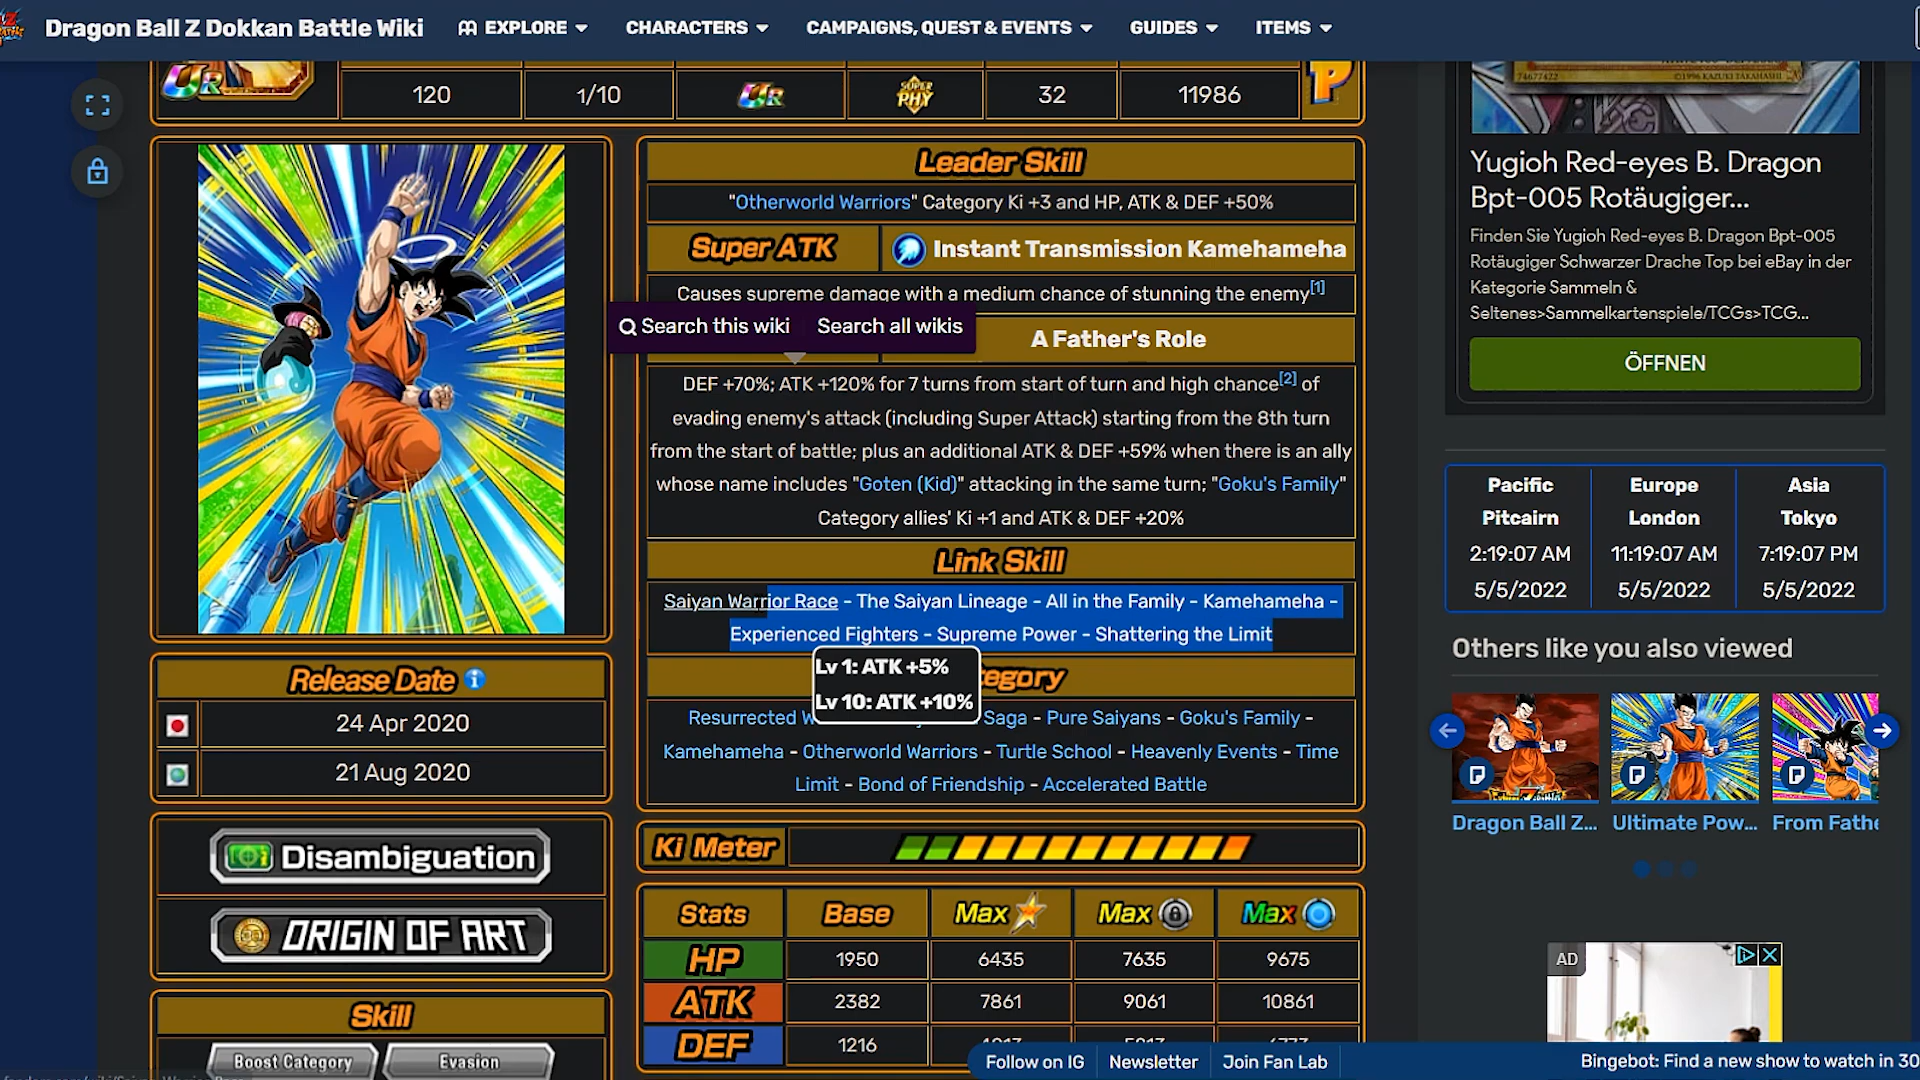 Dragon Ball Z Dokkan Battle Wiki
EXPLORE
CHARACTERS
CAMPAIGNS, QUEST & EVENTS
GUIDES
ITEMS
UR
120
1/10
UR
SUPER PHY
32
11986
Leader Skill
"Otherworld Warriors" Category Ki +3 and HP, ATK & DEF +50%
Super ATK
Instant Transmission Kamehameha
Causes supreme damage with a medium chance of stunning the enemy[1]
Search this wiki
Search all wikis
A Father's Role
DEF +70%; ATK +120% for 7 turns from start of turn and high chance[2] of
evading enemy's attack (including Super Attack) starting from the 8th turn
from the start of battle; plus an additional ATK & DEF +59% when there is an ally
whose name includes "Goten (Kid)" attacking in the same turn; "Goku's Family"
Category allies' Ki +1 and ATK & DEF +20%
Link Skill
Saiyan Warrior Race - The Saiyan Lineage - All in the Family - Kamehameha -
Experienced Fighters - Supreme Power - Shattering the Limit
Lv 1: ATK +5%
Lv 10: ATK +10%
Resurrected
Saga - Pure Saiyans - Goku's Family -
Kamehameha - Otherworld Warriors - Turtle School - Heavenly Events - Time
Limit - Bond of Friendship - Accelerated Battle
Release Date
24 Apr 2020
21 Aug 2020
Disambiguation
ORIGIN OF ART
Skill
Boost Category
Evasion
Ki Meter
Stats
Base
Max
Max
Max
HP
1950
6435
7635
9675
ATK
2382
7861
9061
10861
DEF
1216
74677422
©1996 KAZUKI TAKAHASHI
Yugioh Red-eyes B. Dragon
Bpt-005 Rotäugiger...
Finden Sie Yugioh Red-eyes B. Dragon Bpt-005
Rotäugiger Schwarzer Drache Top bei eBay in der
Kategorie Sammeln &
Seltenes>Sammelkartenspiele/TCGs>TCG...
ÖFFNEN
Pacific
Pitcairn
2:19:07 AM
5/5/2022
Europe
London
11:19:07 AM
5/5/2022
Asia
Tokyo
7:19:07 PM
5/5/2022
Others like you also viewed
Dragon Ball Z...
Ultimate Pow...
From Fathe
AD
Follow on IG
Newsletter
Join Fan Lab
Bingebot: Find a new show to watch in 30